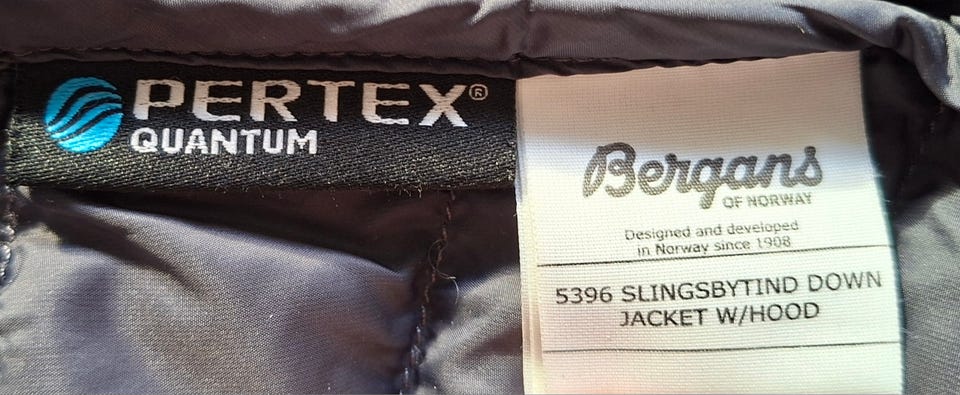 PERTEX®
QUANTUM
Bergans
OF NORWAY
Designed and developed
in Norway since 1908
5396 SLINGSBYTIND DOWN
JACKET W/HOOD